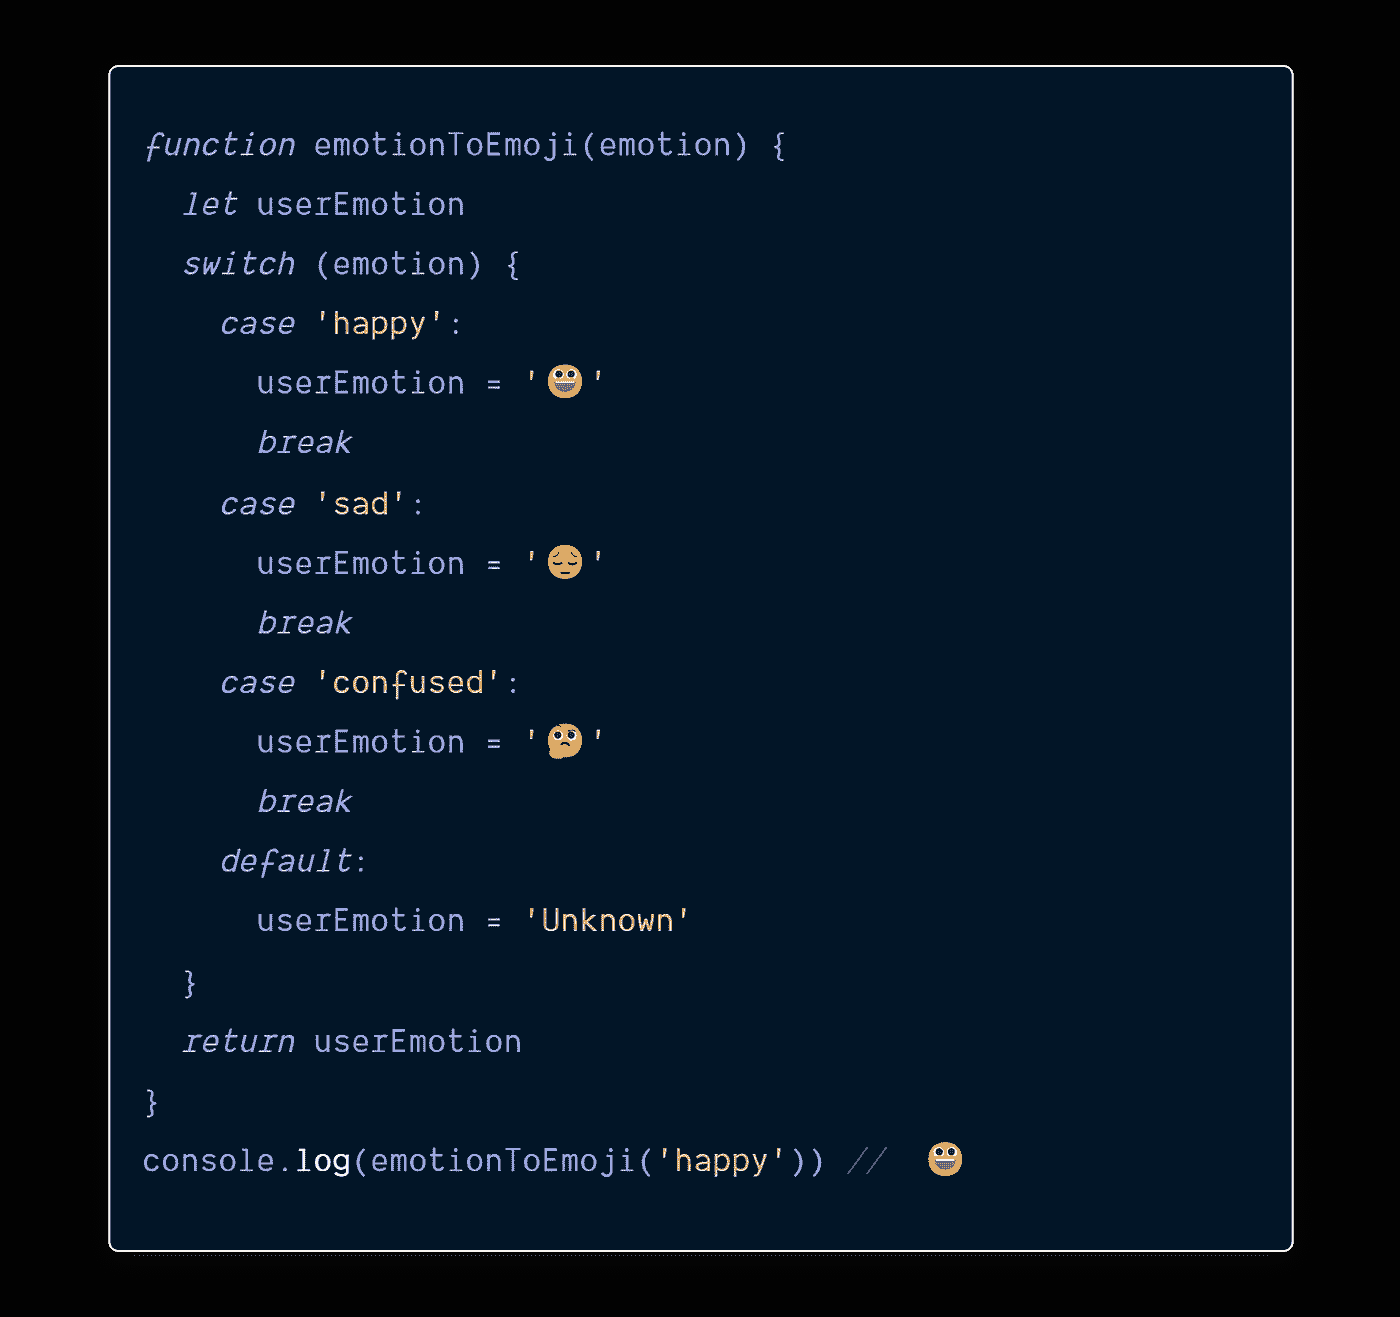 function emotionToEmoji(emotion) {
  let userEmotion
  switch (emotion) {
    case 'happy':
      userEmotion = '😀'
      break
    case 'sad':
      userEmotion = '😔'
      break
    case 'confused':
      userEmotion = '🤔'
      break
    default:
      userEmotion = 'Unknown'
  }
  return userEmotion
}
console.log(emotionToEmoji('happy')) // 😀